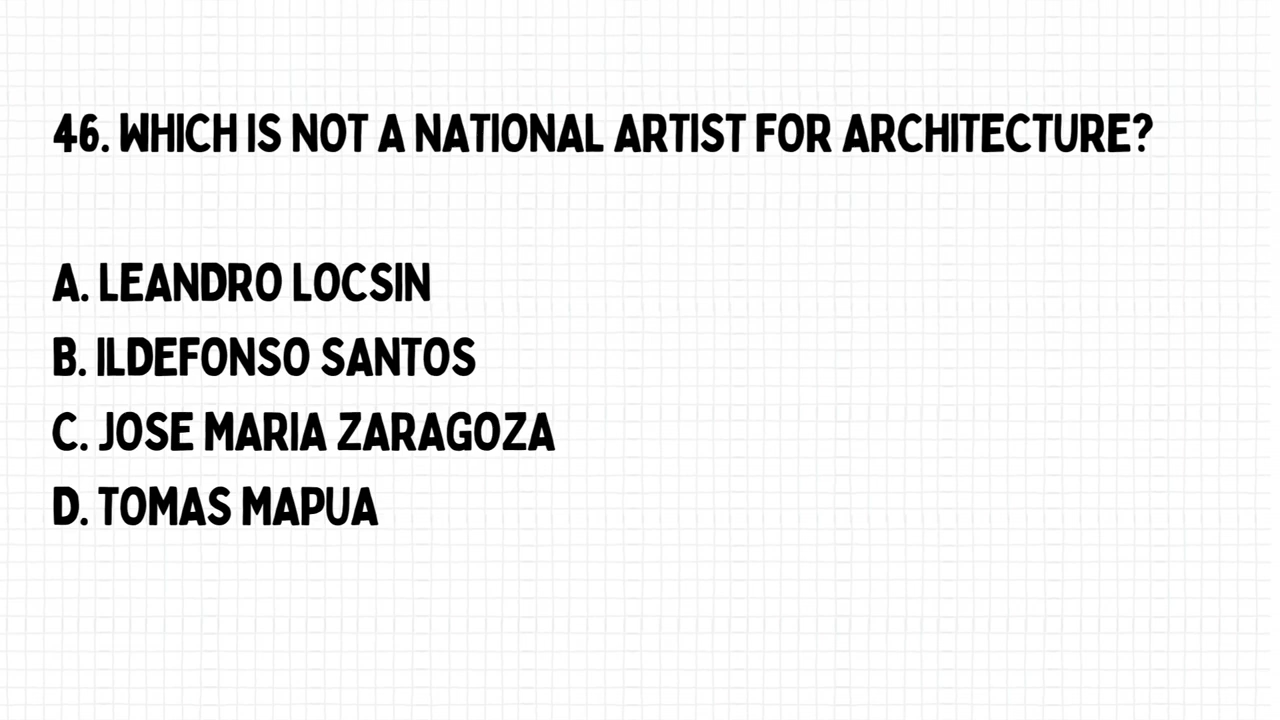 46. WHICH IS NOT A NATIONAL ARTIST FOR ARCHITECTURE?
A. LEANDRO LOCSIN
B. ILDEFONSO SANTOS
C. JOSE MARIA ZARAGOZA
D. TOMAS MAPUA